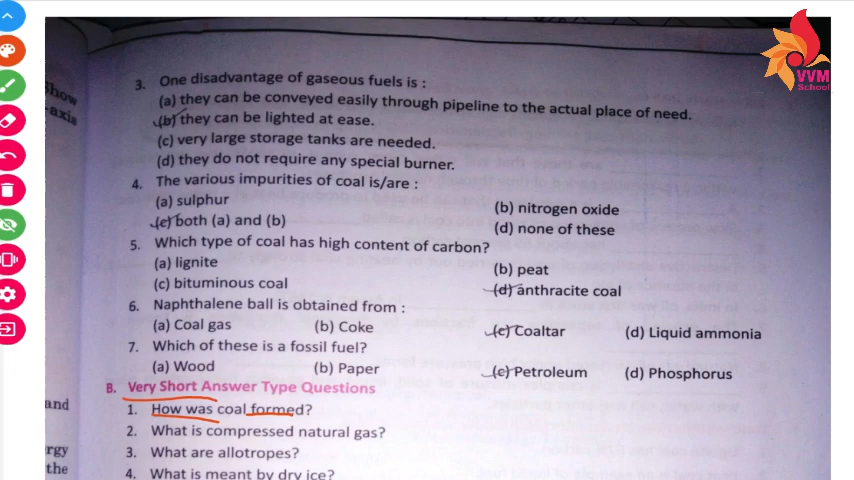 VVM
School
Show
-axis
3. One disadvantage of gaseous fuels is :
(a) they can be conveyed easily through pipeline to the actual place of need.
(b) they can be lighted at ease.
(c) very large storage tanks are needed.
(d) they do not require any special burner.
4. The various impurities of coal is/are :
(a) sulphur (b) nitrogen oxide
(c) both (a) and (b) (d) none of these
5. Which type of coal has high content of carbon?
(a) lignite (b) peat
(c) bituminous coal (d) anthracite coal
6. Naphthalene ball is obtained from :
(a) Coal gas (b) Coke (c) Coaltar (d) Liquid ammonia
7. Which of these is a fossil fuel?
(a) Wood (b) Paper (c) Petroleum (d) Phosphorus
B. Very Short Answer Type Questions
1. How was coal formed?
2. What is compressed natural gas?
3. What are allotropes?
4. What is meant by dry ice?
and
rgy
the